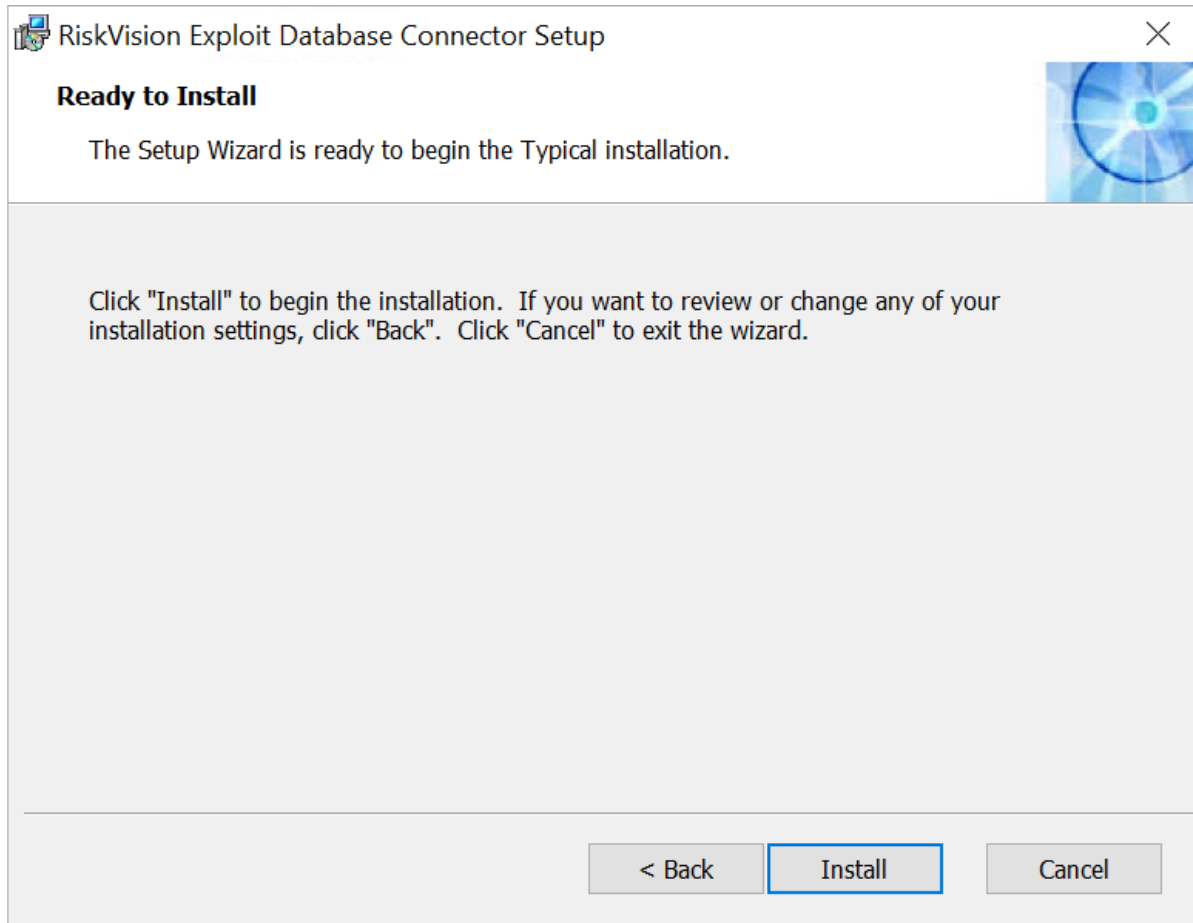 RiskVision Exploit Database Connector Setup
Ready to Install
The Setup Wizard is ready to begin the Typical installation.
Click "Install" to begin the installation.  If you want to review or change any of your
installation settings, click "Back".  Click "Cancel" to exit the wizard.
< Back
Install
Cancel